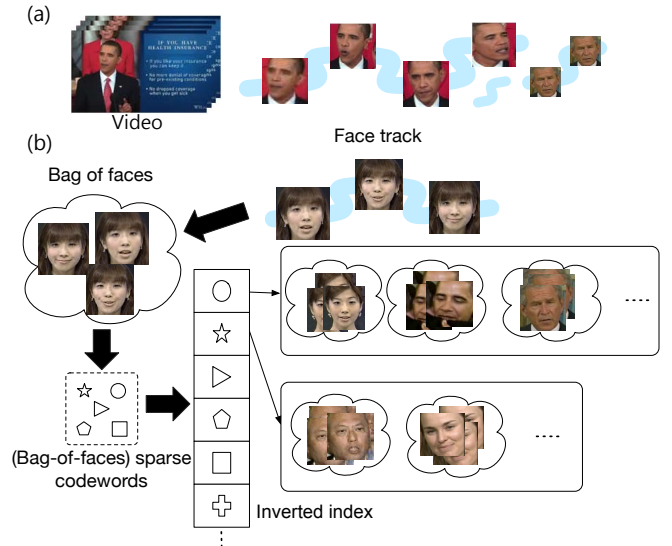 (a)
IF YOU HAVE
HEALTH INSURANCE
• If you like your insurance
you can keep it
• No more denial of coverage
for pre-existing conditions
• No dropped coverage
when you get sick
Video
Face track
(b)
Bag of faces
(Bag-of-faces) sparse
codewords
Inverted index